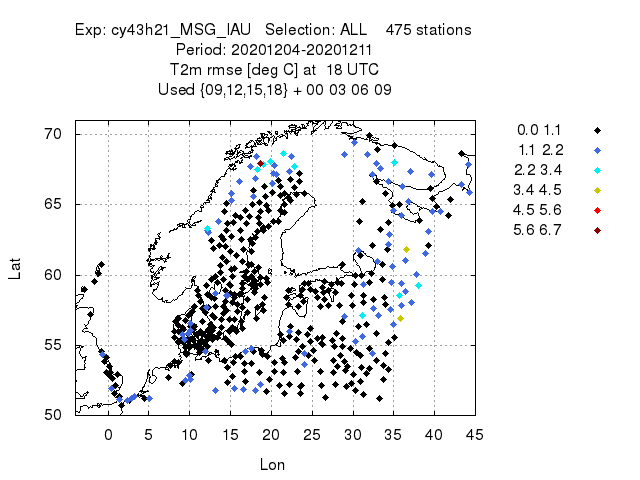 Exp: cy43h21_MSG_IAU   Selection: ALL    475 stations
Period: 20201204-20201211
T2m rmse [deg C] at  18 UTC
Used {09,12,15,18} + 00 03 06 09
70
65
60
55
50
Lat
0 5 10 15 20 25 30 35 40 45
Lon
0.0 1.1
1.1 2.2
2.2 3.4
3.4 4.5
4.5 5.6
5.6 6.7